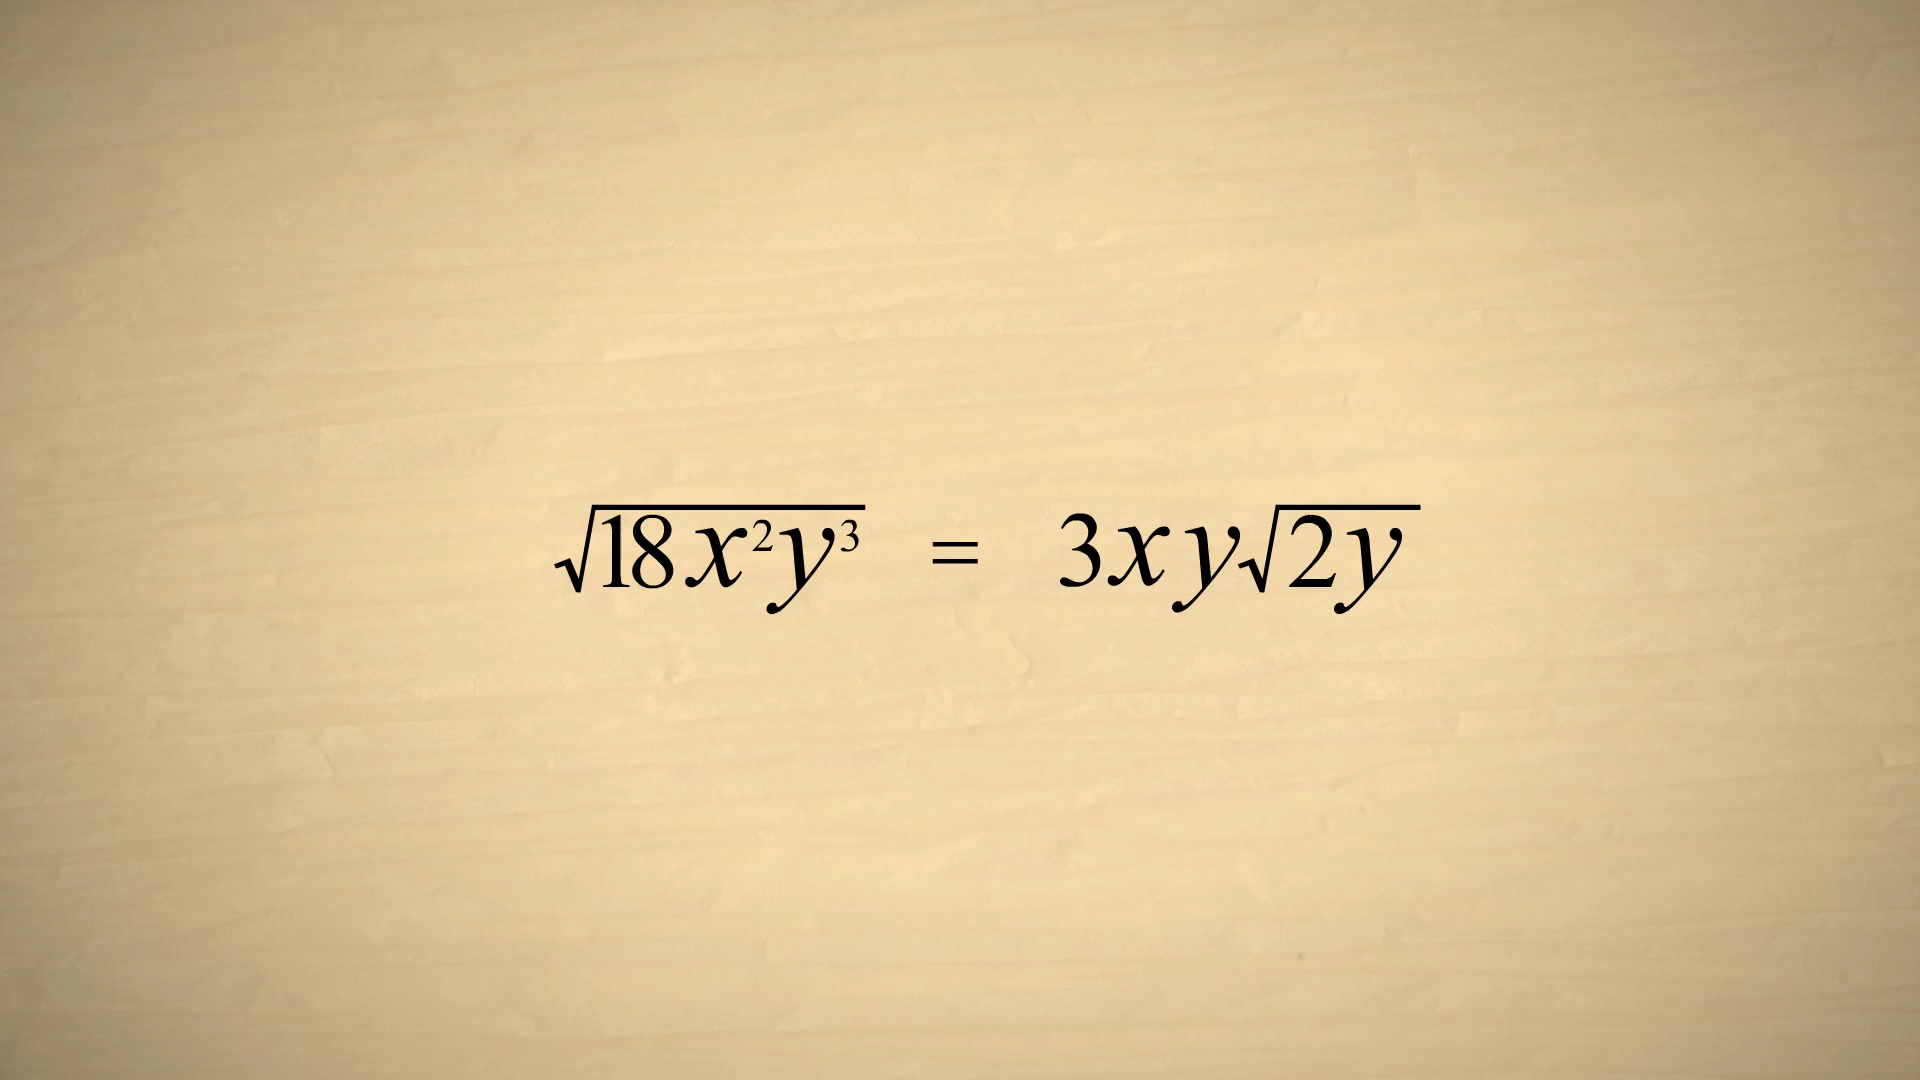 √18x²y³ = 3xy√2y